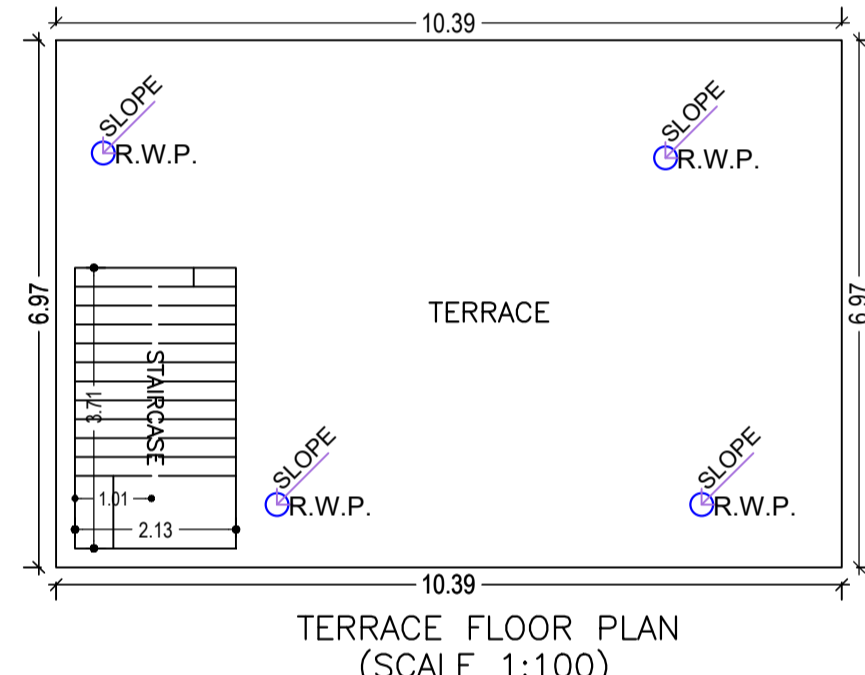 10.39
SLOPE
R.W.P.
SLOPE
R.W.P.
6.97
6.97
TERRACE
STAIRCASE
3.71
1.01
2.13
SLOPE
R.W.P.
SLOPE
R.W.P.
10.39
TERRACE FLOOR PLAN
(SCALE 1:100)